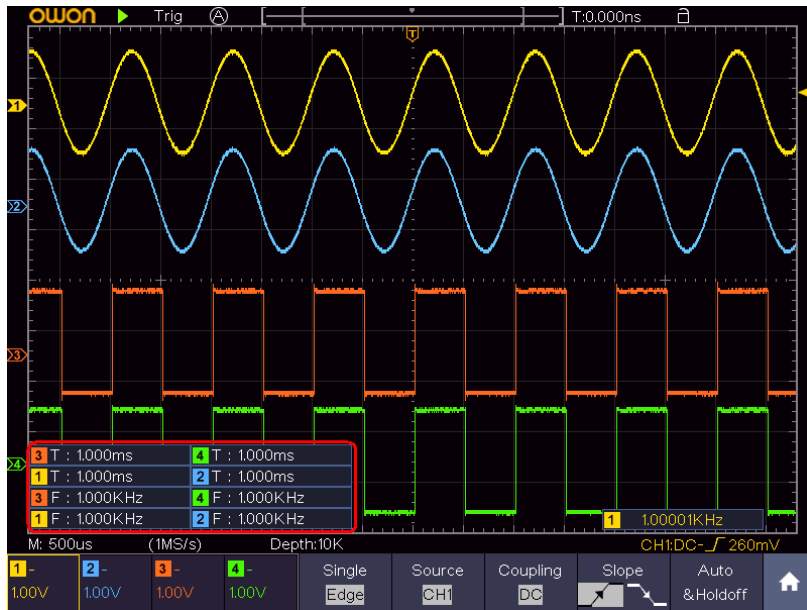 OWON Trig A T:0.000ns
T
1
2
3
4
3 T : 1.000ms 4 T : 1.000ms
1 T : 1.000ms 2 T : 1.000ms
3 F : 1.000KHz 4 F : 1.000KHz
1 F : 1.000KHz 2 F : 1.000KHz
1 1.00001KHz
M: 500us (1MS/s) Depth:10K CH1:DC- 260mV
1 - 2 - 3 - 4 - Single Source Coupling Slope Auto
1.00V 1.00V 1.00V 1.00V Edge CH1 DC &Holdoff